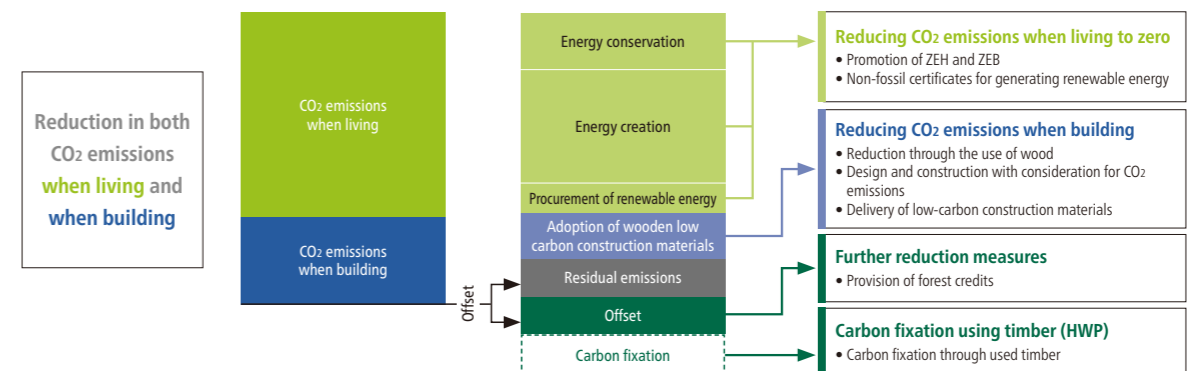 Reduction in both
CO2 emissions
when living and
when building
CO2 emissions
when living
CO2 emissions
when building
Offset
Energy conservation
Energy creation
Procurement of renewable energy
Adoption of wooden low
carbon construction materials
Residual emissions
Offset
Carbon fixation
Reducing CO2 emissions when living to zero
• Promotion of ZEH and ZEB
• Non-fossil certificates for generating renewable energy
Reducing CO2 emissions when building
• Reduction through the use of wood
• Design and construction with consideration for CO2
emissions
• Delivery of low-carbon construction materials
Further reduction measures
• Provision of forest credits
Carbon fixation using timber (HWP)
• Carbon fixation through used timber